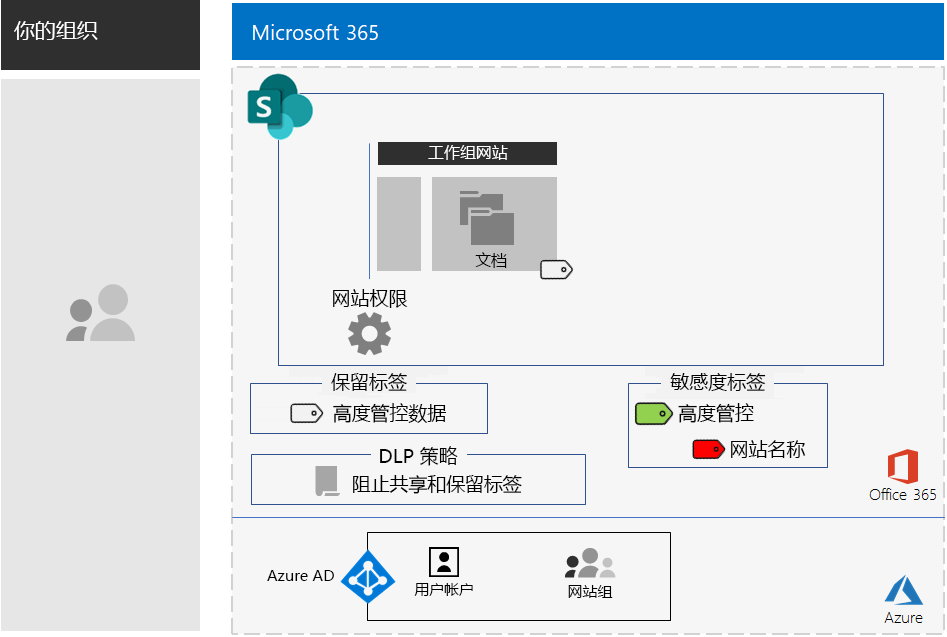 你的组织
Microsoft 365
S
工作组网站
文档
网站权限
保留标签
高度管控数据
敏感度标签
高度管控
网站名称
DLP 策略
阻止共享和保留标签
Office 365
Azure AD
用户帐户
网站组
Azure